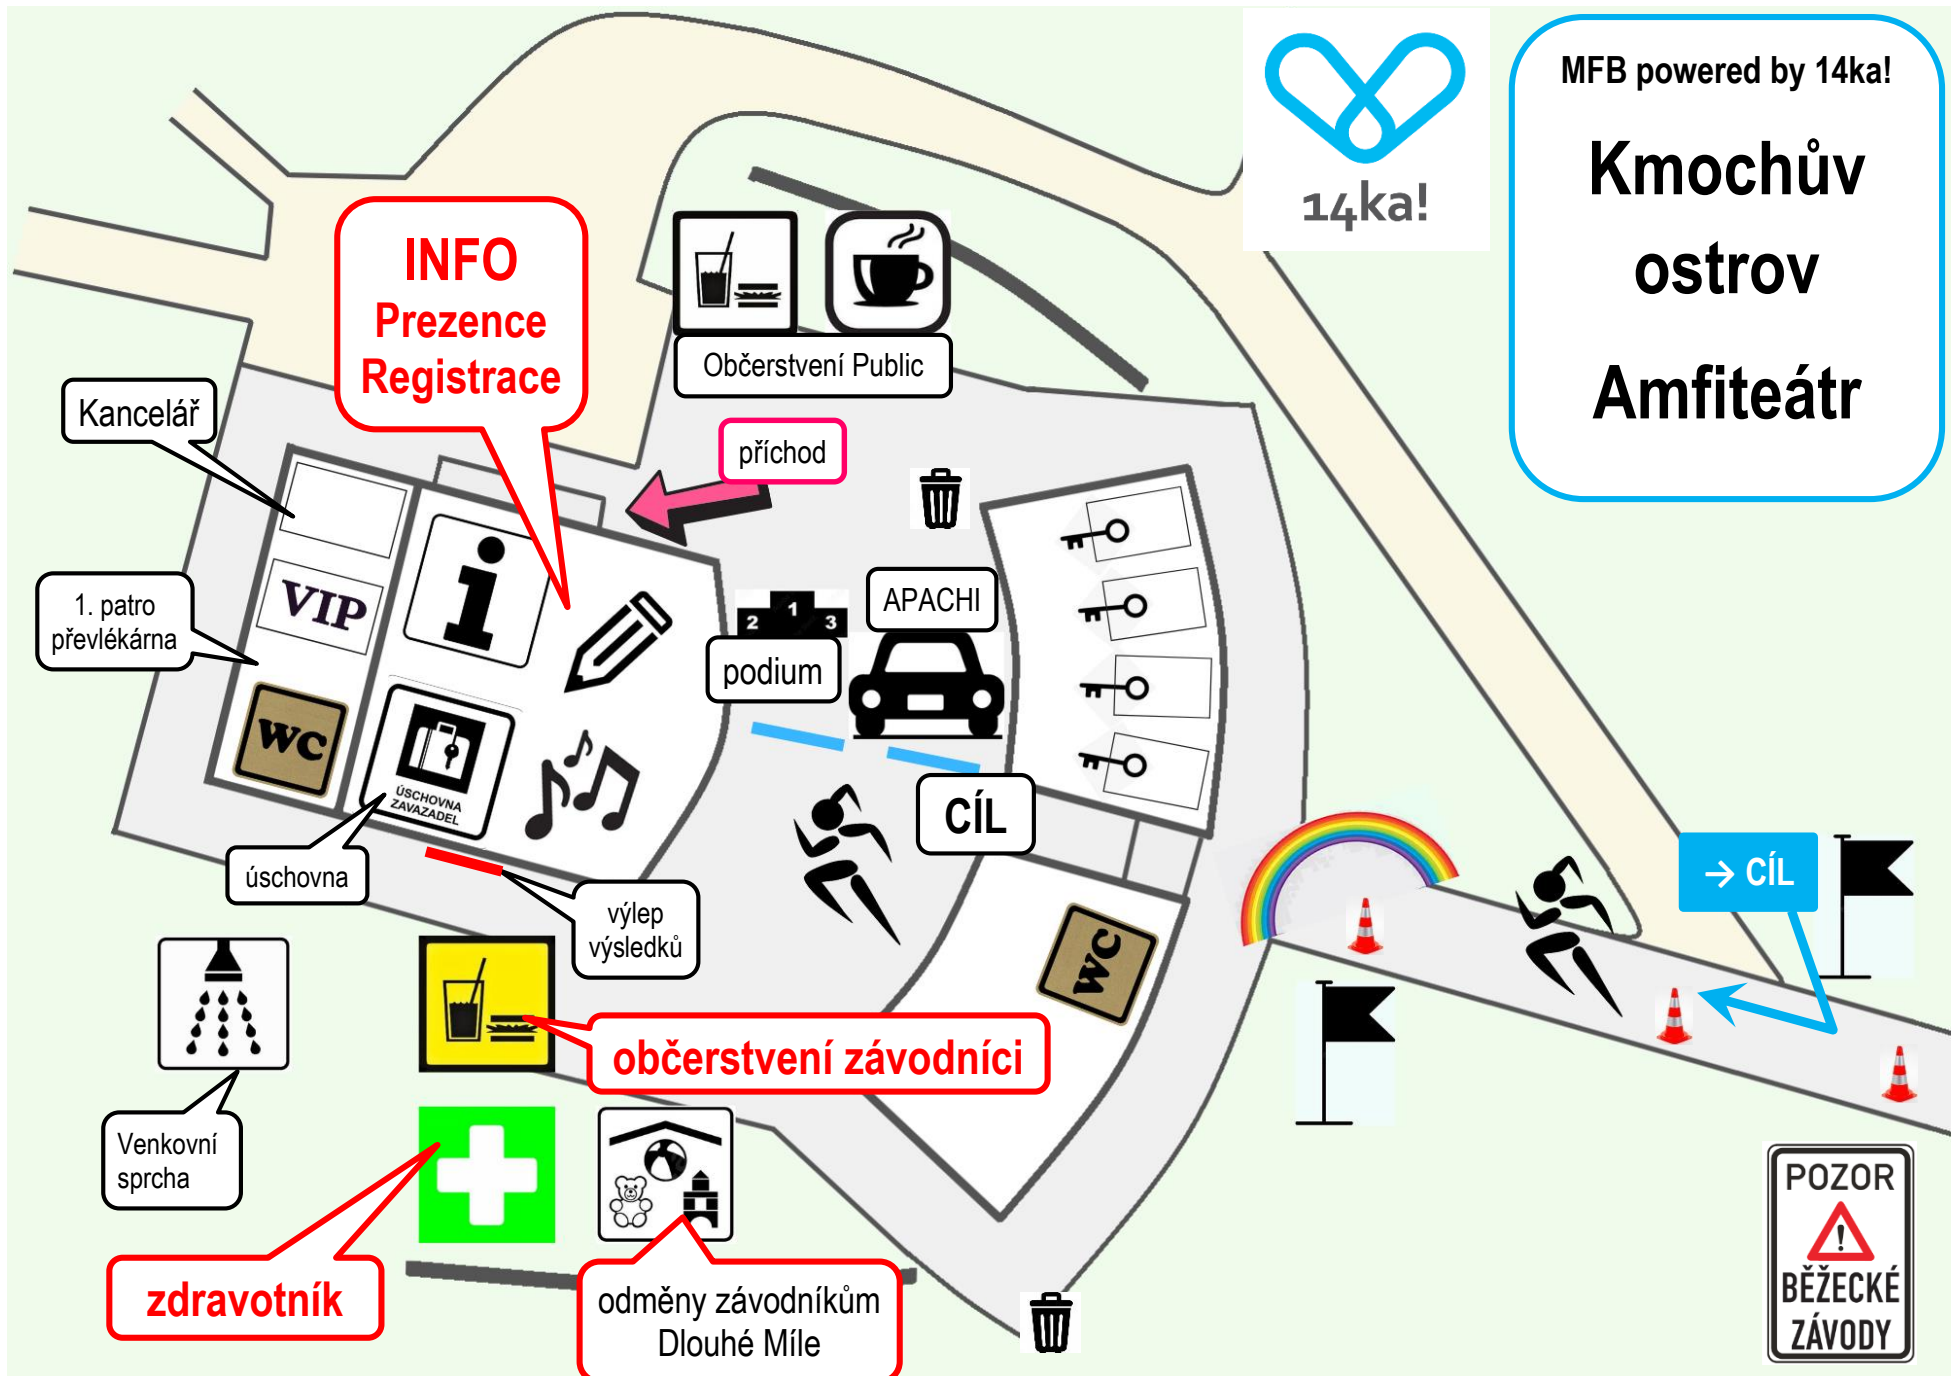 MFB powered by 14ka!
Kmochův
ostrov
Amfiteátr
14ka!
INFO
Prezence
Registrace
Občerstvení Public
Kancelář
příchod
VIP
1. patro
převlékárna
APACHI
1
2 3
podium
WC
ÚSCHOVNA
ZAVAZADEL
CÍL
úschovna
výlep
výsledků
→ CÍL
WC
občerstvení závodníci
Venkovní
sprcha
zdravotník
odměny závodníkům
Dlouhé Míle
POZOR
!
BĚŽECKÉ
ZÁVODY